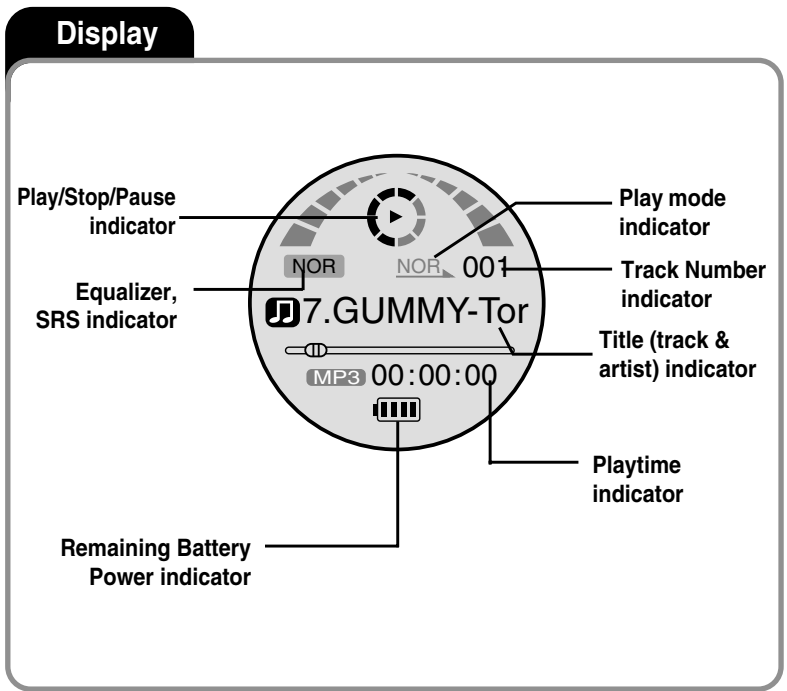 Display
Play/Stop/Pause
indicator
Play mode
indicator
NOR
NOR
001
Track Number
indicator
Equalizer,
SRS indicator
7.GUMMY-Tor
Title (track &
artist) indicator
MP3 00:00:00
Playtime
indicator
Remaining Battery
Power indicator